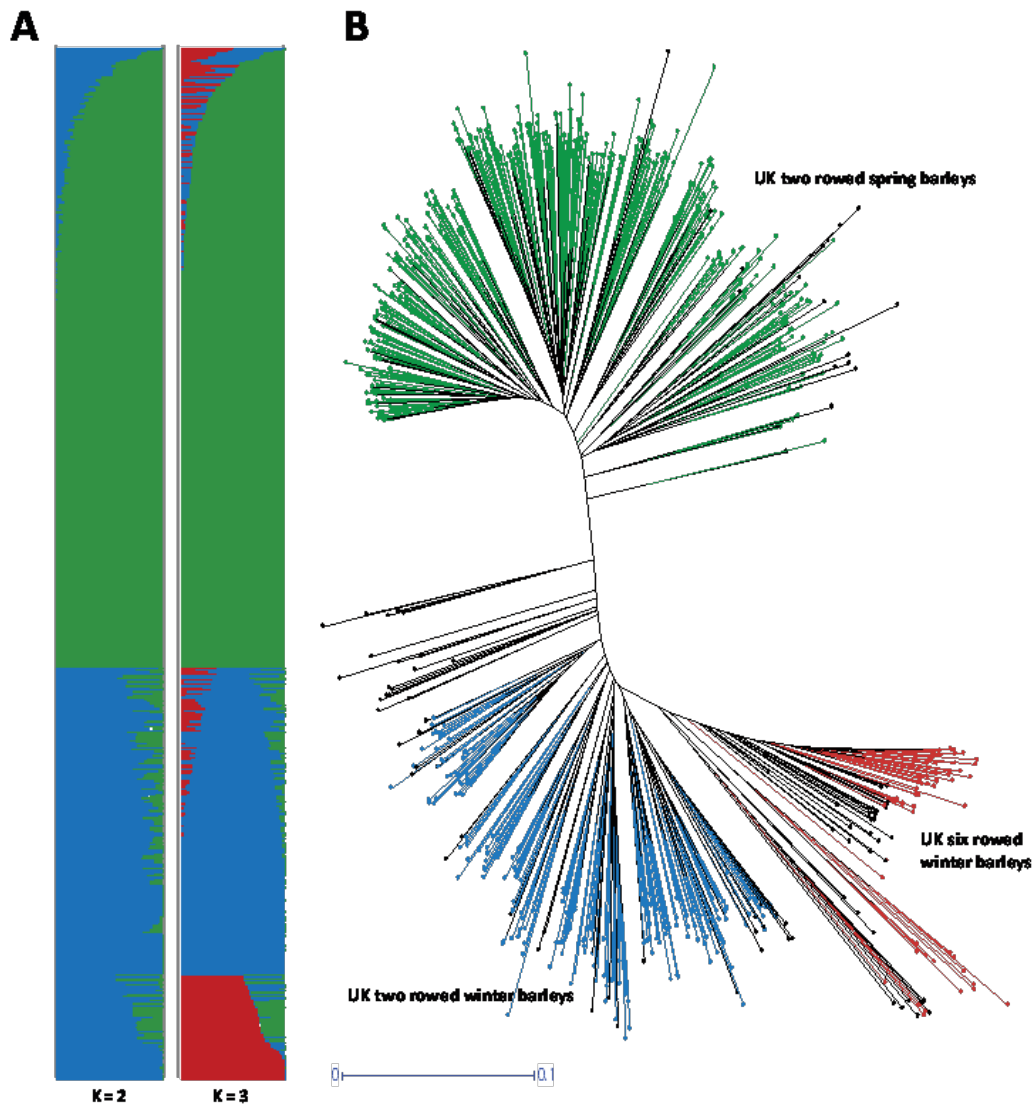 A
B
UK two rowed spring barleys
UK six rowed
winter barleys
UK two rowed winter barleys
0
0.1
K = 2
K = 3